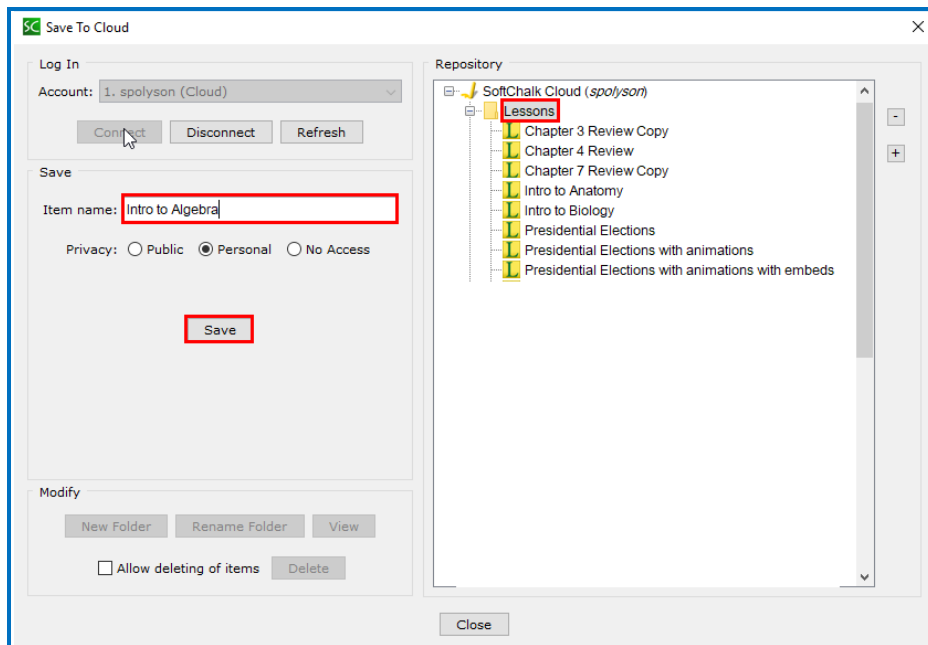 SC Save To Cloud
Log In
Account: 1. spolyson (Cloud)
Connect Disconnect Refresh
Save
Item name: Intro to Algebra
Privacy: Public Personal No Access
Save
Modify
New Folder Rename Folder View
Allow deleting of items Delete
Repository
SoftChalk Cloud (spolyson)
Lessons
L Chapter 3 Review Copy
L Chapter 4 Review
L Chapter 7 Review Copy
L Intro to Anatomy
L Intro to Biology
L Presidential Elections
L Presidential Elections with animations
L Presidential Elections with animations with embeds
- 
+
Close